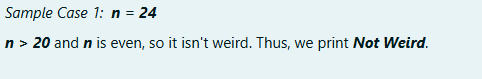 Sample Case 1: n = 24
n > 20 and n is even, so it isn't weird. Thus, we print Not Weird.